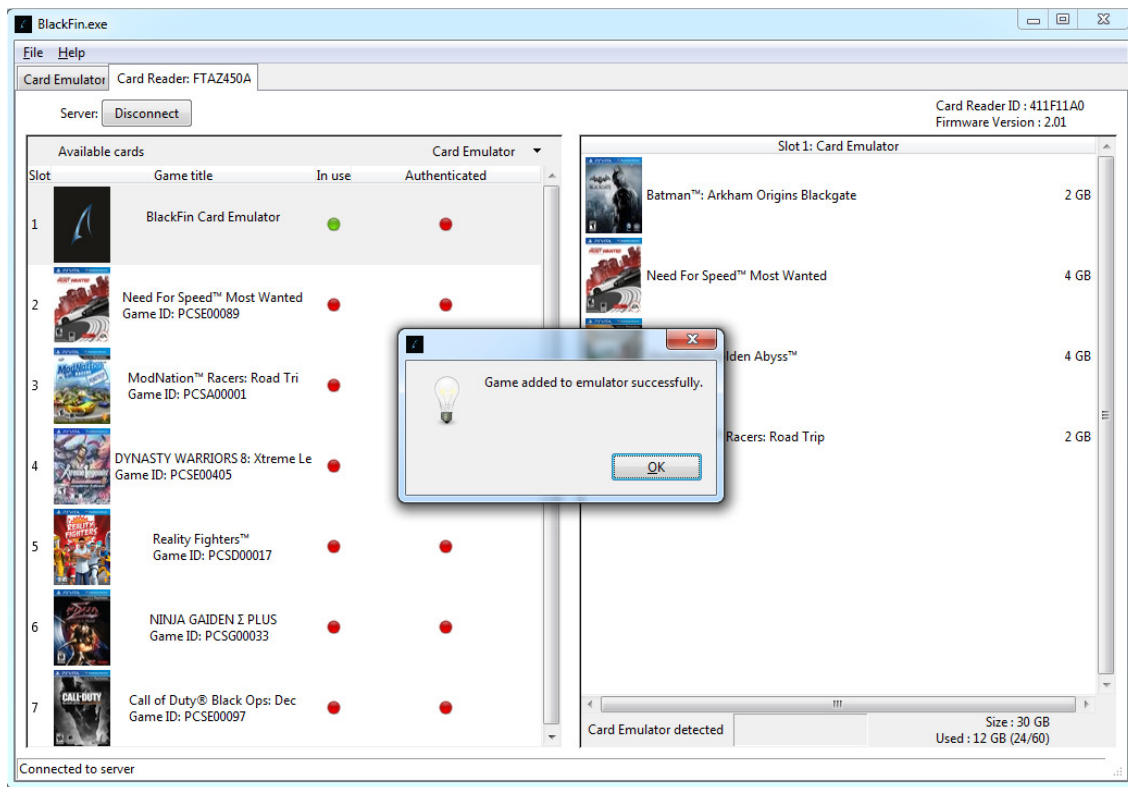 BlackFin.exe
File Help
Card Emulator Card Reader: FTAZ450A
Server: Disconnect
Card Reader ID : 411F11A0
Firmware Version : 2.01
Available cards Card Emulator
Slot Game title In use Authenticated
1 BlackFin Card Emulator
2 Need For Speed™ Most Wanted
Game ID: PCSE00089
3 ModNation™ Racers: Road Tri
Game ID: PCSA00001
4 DYNASTY WARRIORS 8: Xtreme Le
Game ID: PCSE00405
5 Reality Fighters™
Game ID: PCSD00017
6 NINJA GAIDEN Σ PLUS
Game ID: PCSG00033
7 Call of Duty® Black Ops: Dec
Game ID: PCSE00097
Slot 1: Card Emulator
Batman™: Arkham Origins Blackgate 2 GB
Need For Speed™ Most Wanted 4 GB
lden Abyss™ 4 GB
Racers: Road Trip 2 GB
Game added to emulator successfully.
OK
Card Emulator detected
Size : 30 GB
Used : 12 GB (24/60)
Connected to server